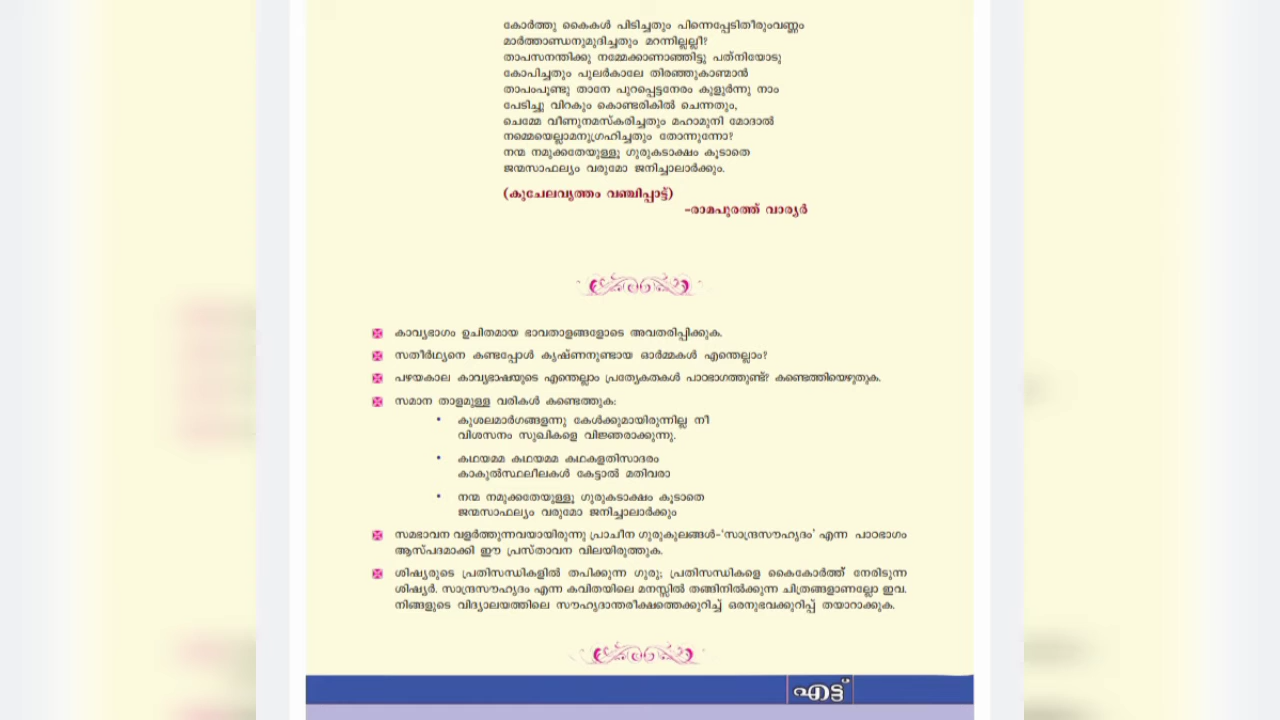 കോർത്തു കൈകൾ പിടിച്ചതും പിന്നെപ്പേടിതീരുംവണ്ണം
മാർത്താണ്ഡനുമുദിച്ചതും മറന്നില്ലല്ലീ?
താപസനന്തിക്കു നമ്മേക്കാണാഞ്ഞിട്ടു പത്നിയോടു
കോപിച്ചതും പുലർകാലേ തിരഞ്ഞുകാണ്മാൻ
താപംപൂണ്ടു താനേ പുറപ്പെട്ടനേരം കുളുർന്നു നാം
പേടിച്ചു വിറകും കൊണ്ടരികിൽ ചെന്നതും,
ചെമ്മേ വീണുനമസ്കരിച്ചതും മഹാമുനി മോദാൽ
നമ്മെയെല്ലാമനുഗ്രഹിച്ചതും തോന്നുന്നോ?
നന്മ നമുക്കതേയുള്ളൂ ഗുരുകടാക്ഷം കൂടാതെ
ജന്മസാഫല്യം വരുമോ ജനിച്ചാലാർക്കും.
(കുചേലവൃത്തം വഞ്ചിപ്പാട്ട്)
-രാമപുരത്ത് വാര്യർ
കാവ്യഭാഗം ഉചിതമായ ഭാവതാളങ്ങളോടെ അവതരിപ്പിക്കുക.
സതീർഥ്യനെ കണ്ടപ്പോൾ കൃഷ്ണനുണ്ടായ ഓർമ്മകൾ എന്തെല്ലാം?
പഴയകാല കാവ്യഭാഷയുടെ എന്തെല്ലാം പ്രത്യേകതകൾ പാഠഭാഗത്തുണ്ട്? കണ്ടെത്തിയെഴുതുക.
സമാന താളമുള്ള വരികൾ കണ്ടെത്തുക:
• കുശലമാർഗങ്ങളന്നു കേൾക്കുമായിരുന്നില്ല നീ
വിശസനം സുഖികളെ വിജ്ഞരാക്കുന്നു.
• കഥയമമ കഥയമമ കഥകളതിസാദരം
കാകുൽസ്ഥലീലകൾ കേട്ടാൽ മതിവരാ
• നന്മ നമുക്കതേയുള്ളൂ ഗുരുകടാക്ഷം കൂടാതെ
ജന്മസാഫല്യം വരുമോ ജനിച്ചാലാർക്കും
സമഭാവന വളർത്തുന്നവയായിരുന്നു പ്രാചീന ഗുരുകുലങ്ങൾ-'സാന്ദ്രസൗഹൃദം' എന്ന പാഠഭാഗം
ആസ്പദമാക്കി ഈ പ്രസ്താവന വിലയിരുത്തുക.
ശിഷ്യരുടെ പ്രതിസന്ധികളിൽ തപിക്കുന്ന ഗുരു; പ്രതിസന്ധികളെ കൈകോർത്ത് നേരിടുന്ന
ശിഷ്യർ. സാന്ദ്രസൗഹൃദം എന്ന കവിതയിലെ മനസ്സിൽ തങ്ങിനിൽക്കുന്ന ചിത്രങ്ങളാണല്ലോ ഇവ.
നിങ്ങളുടെ വിദ്യാലയത്തിലെ സൗഹൃദാന്തരീക്ഷത്തെക്കുറിച്ച് ഒരനുഭവക്കുറിപ്പ് തയാറാക്കുക.
എട്ട്